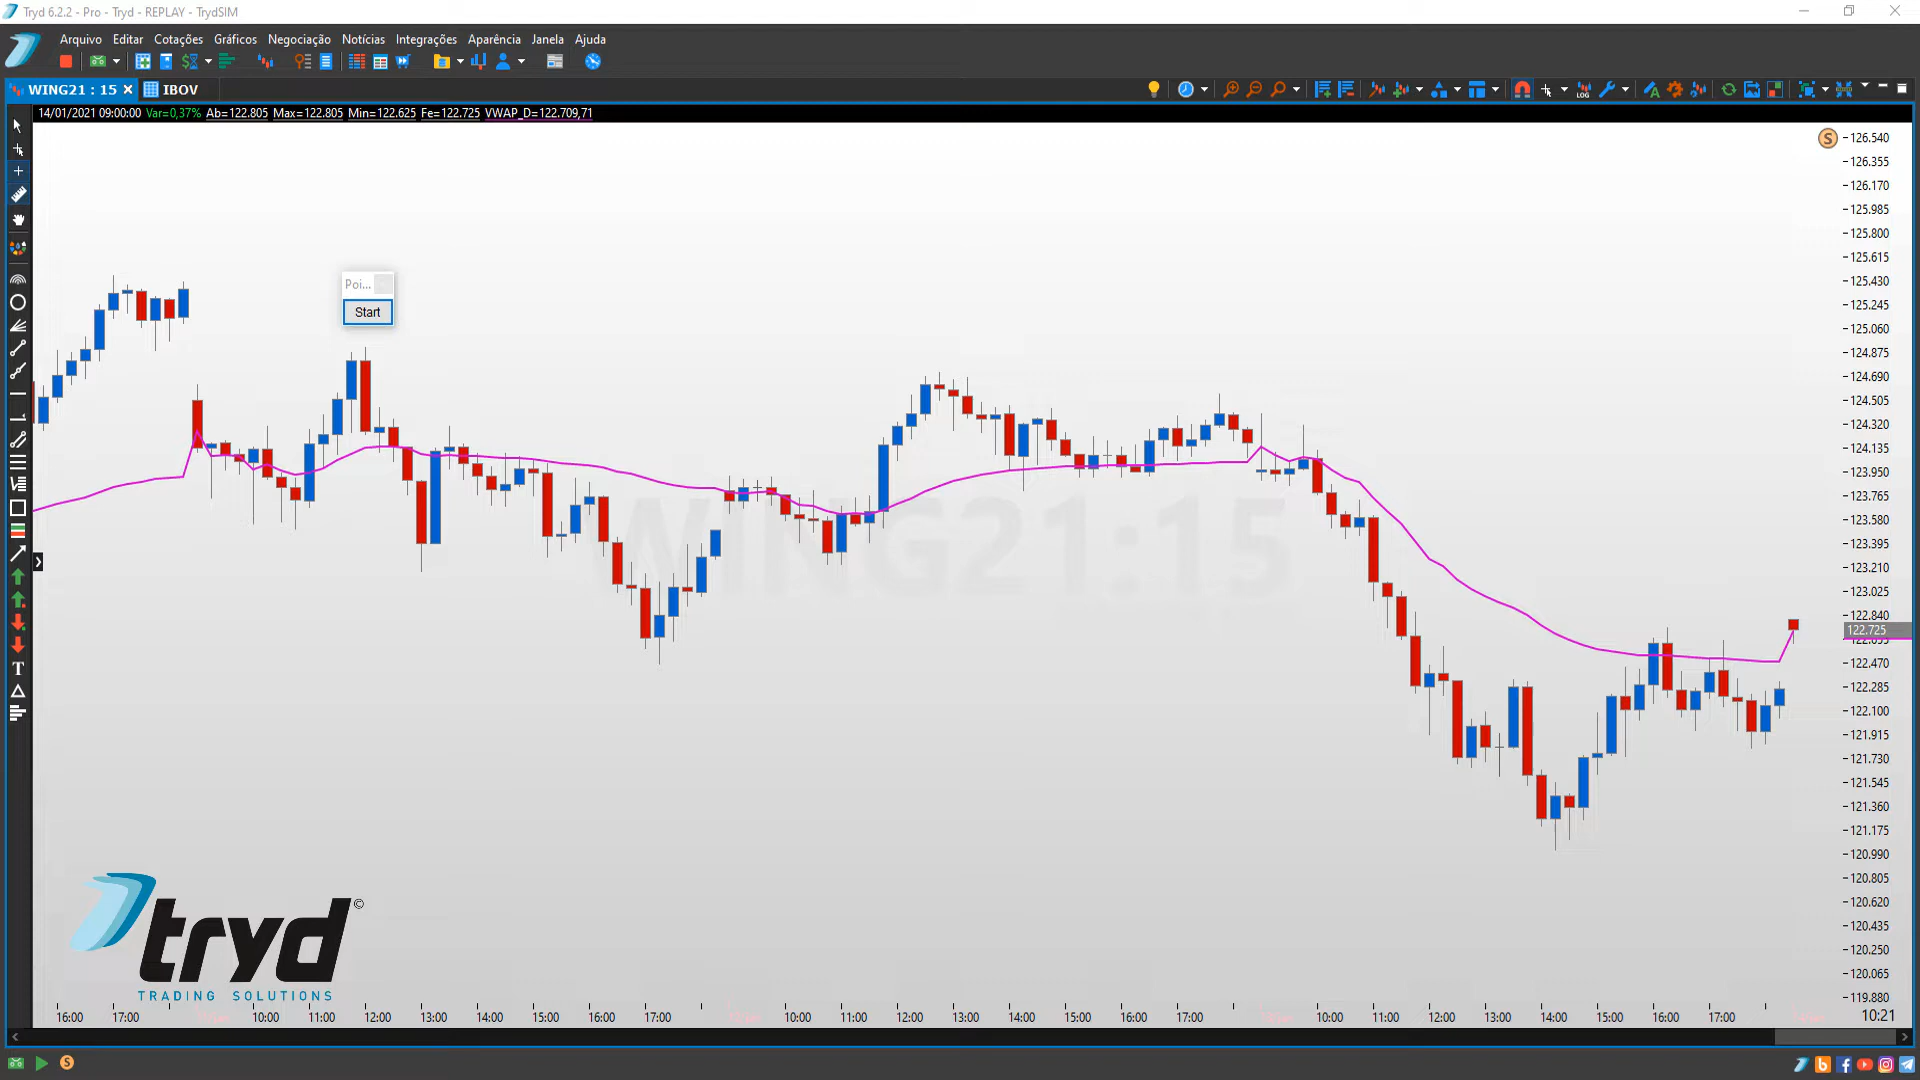 Tryd 6.2.2 - Pro - Tryd - REPLAY - TrydSIM
Arquivo Editar Cotações Gráficos Negociação Notícias Integrações Aparência Janela Ajuda
WING21 : 15 IBOV
LOG
14/01/2021 09:00:00 Var=0,37% Ab=122.805 Max=122.805 Min=122.625 Fe=122.725 VWAP_D=122.709,71
S
126.540
126.355
126.170
125.985
125.800
125.615
125.430
125.245
125.060
124.875
124.690
124.505
124.320
124.135
123.950
123.765
123.580
123.395
123.210
123.025
122.840
122.725
122.470
122.285
122.100
121.915
121.730
121.545
121.360
121.175
120.990
120.805
120.620
120.435
120.250
120.065
119.880
Poi...
Start
WING21:15
T
tryd ©
TRADING SOLUTIONS
16:00 17:00 10:00 11:00 12:00 13:00 14:00 15:00 16:00 17:00 10:00 11:00 12:00 13:00 14:00 15:00 16:00 17:00 10:00 11:00 12:00 13:00 14:00 15:00 16:00 17:00 10:21
S